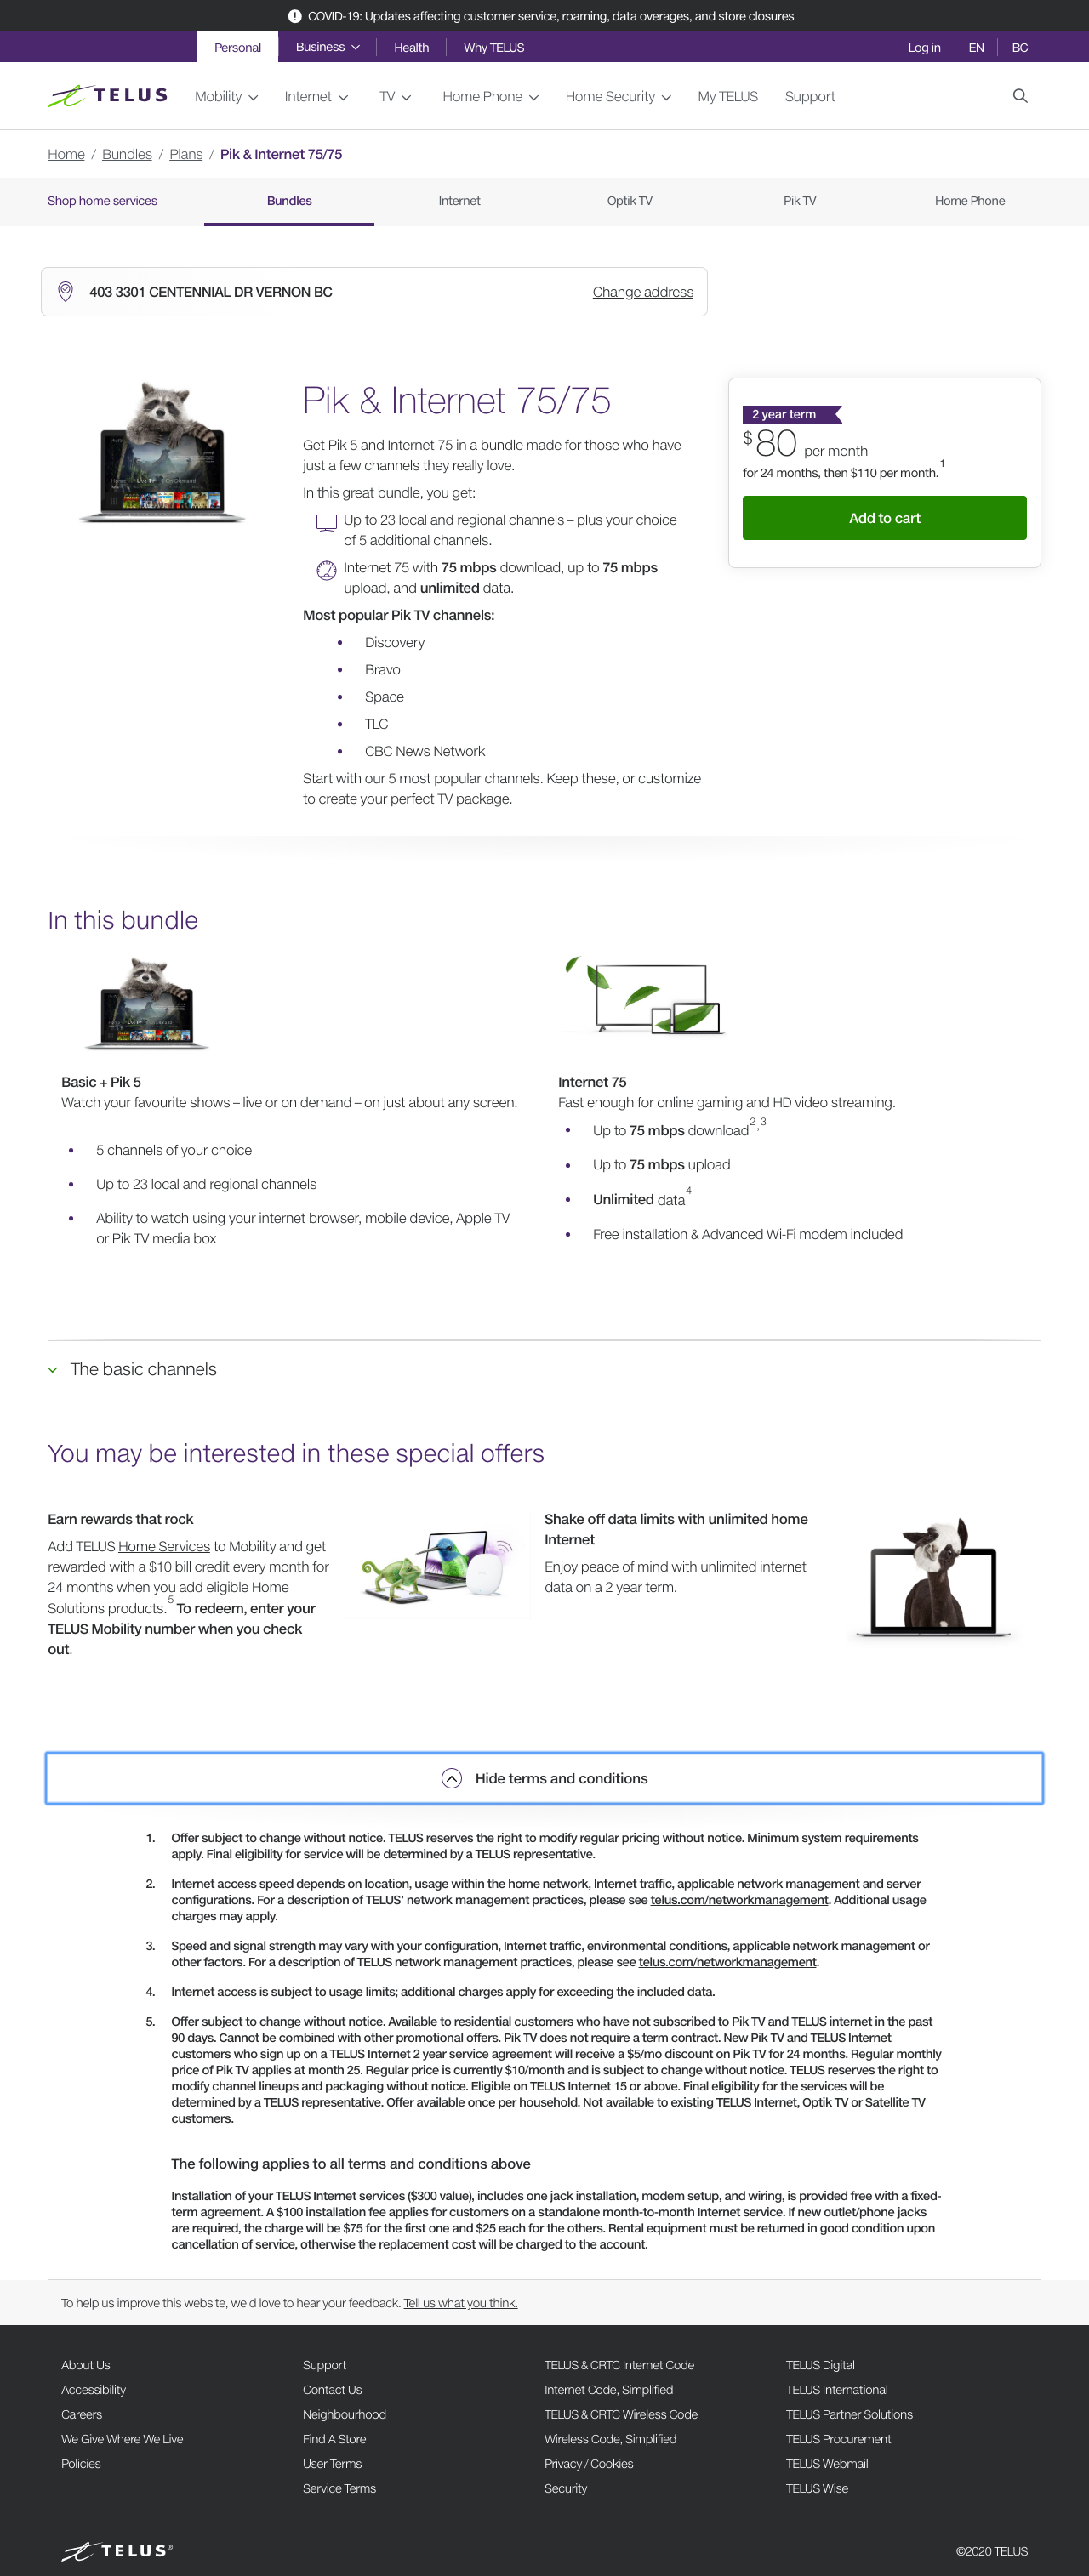 COVID-19: Updates affecting customer service, roaming, data overages, and store closures
Personal Business Health Why TELUS Log in EN BC
TELUS Mobility Internet TV Home Phone Home Security My TELUS Support
Home / Bundles / Plans / Pik & Internet 75/75
Shop home services Bundles Internet Optik TV Pik TV Home Phone
403 3301 CENTENNIAL DR VERNON BC Change address
Pik & Internet 75/75
Get Pik 5 and Internet 75 in a bundle made for those who have
just a few channels they really love.
In this great bundle, you get:
Up to 23 local and regional channels – plus your choice
of 5 additional channels.
Internet 75 with 75 mbps download, up to 75 mbps
upload, and unlimited data.
Most popular Pik TV channels:
• Discovery
• Bravo
• Space
• TLC
• CBC News Network
Start with our 5 most popular channels. Keep these, or customize
to create your perfect TV package.
2 year term
$80 per month
for 24 months, then $110 per month.1
Add to cart
In this bundle
Basic + Pik 5
Watch your favourite shows – live or on demand – on just about any screen.
• 5 channels of your choice
• Up to 23 local and regional channels
• Ability to watch using your internet browser, mobile device, Apple TV
or Pik TV media box
Internet 75
Fast enough for online gaming and HD video streaming.
• Up to 75 mbps download2,3
• Up to 75 mbps upload
• Unlimited data4
• Free installation & Advanced Wi-Fi modem included
The basic channels
You may be interested in these special offers
Earn rewards that rock
Add TELUS Home Services to Mobility and get
rewarded with a $10 bill credit every month for
24 months when you add eligible Home
Solutions products.5 To redeem, enter your
TELUS Mobility number when you check
out.
Shake off data limits with unlimited home
Internet
Enjoy peace of mind with unlimited internet
data on a 2 year term.
Hide terms and conditions
1. Offer subject to change without notice. TELUS reserves the right to modify regular pricing without notice. Minimum system requirements
apply. Final eligibility for service will be determined by a TELUS representative.
2. Internet access speed depends on location, usage within the home network, Internet traffic, applicable network management and server
configurations. For a description of TELUS’ network management practices, please see telus.com/networkmanagement. Additional usage
charges may apply.
3. Speed and signal strength may vary with your configuration, Internet traffic, environmental conditions, applicable network management or
other factors. For a description of TELUS network management practices, please see telus.com/networkmanagement.
4. Internet access is subject to usage limits; additional charges apply for exceeding the included data.
5. Offer subject to change without notice. Available to residential customers who have not subscribed to Pik TV and TELUS internet in the past
90 days. Cannot be combined with other promotional offers. Pik TV does not require a term contract. New Pik TV and TELUS Internet
customers who sign up on a TELUS Internet 2 year service agreement will receive a $5/mo discount on Pik TV for 24 months. Regular monthly
price of Pik TV applies at month 25. Regular price is currently $10/month and is subject to change without notice. TELUS reserves the right to
modify channel lineups and packaging without notice. Eligible on TELUS Internet 15 or above. Final eligibility for the services will be
determined by a TELUS representative. Offer available once per household. Not available to existing TELUS Internet, Optik TV or Satellite TV
customers.
The following applies to all terms and conditions above
Installation of your TELUS Internet services ($300 value), includes one jack installation, modem setup, and wiring, is provided free with a fixed-
term agreement. A $100 installation fee applies for customers on a standalone month-to-month Internet service. If new outlet/phone jacks
are required, the charge will be $75 for the first one and $25 each for the others. Rental equipment must be returned in good condition upon
cancellation of service, otherwise the replacement cost will be charged to the account.
To help us improve this website, we'd love to hear your feedback. Tell us what you think.
About Us
Accessibility
Careers
We Give Where We Live
Policies
Support
Contact Us
Neighbourhood
Find A Store
User Terms
Service Terms
TELUS & CRTC Internet Code
Internet Code, Simplified
TELUS & CRTC Wireless Code
Wireless Code, Simplified
Privacy / Cookies
Security
TELUS Digital
TELUS International
TELUS Partner Solutions
TELUS Procurement
TELUS Webmail
TELUS Wise
TELUS®
©2020 TELUS